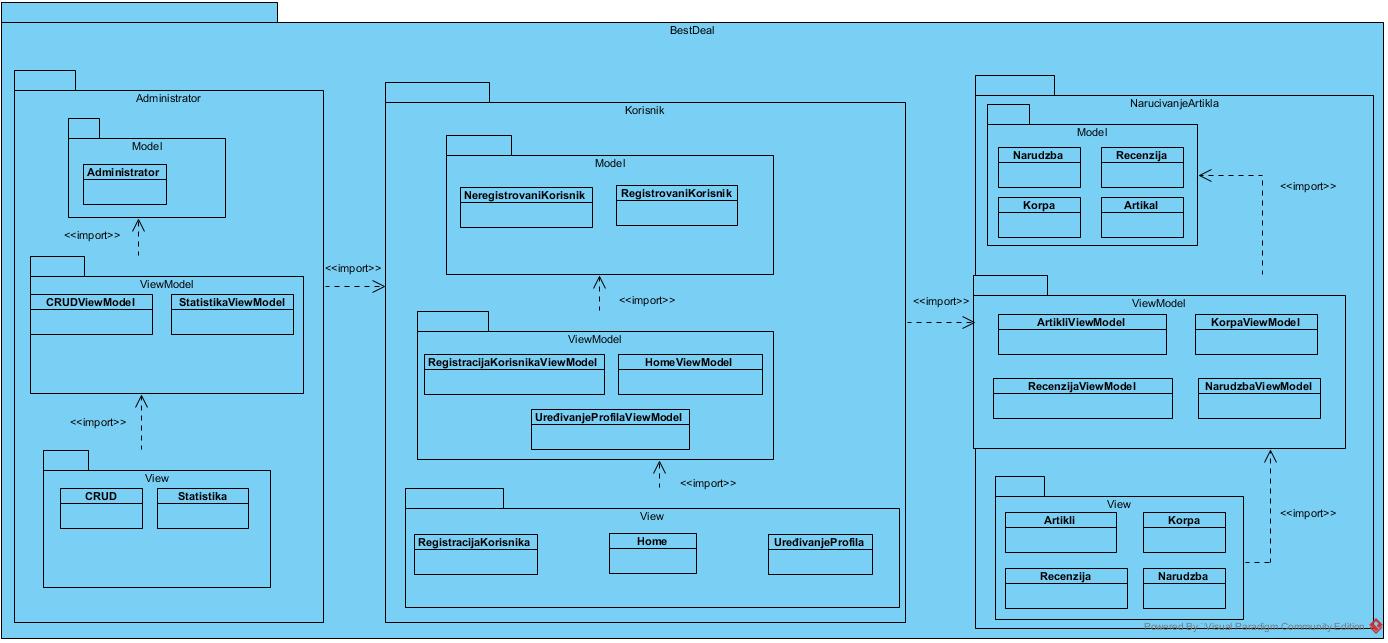 BestDeal
Administrator
Model
Administrator
<<import>>
ViewModel
CRUDViewModel
StatistikaViewModel
<<import>>
View
CRUD
Statistika
<<import>>
Korisnik
Model
NeregistrovaniKorisnik
RegistrovaniKorisnik
<<import>>
ViewModel
RegistracijaKorisnikaViewModel
HomeViewModel
UređivanjeProfilaViewModel
<<import>>
View
RegistracijaKorisnika
Home
UređivanjeProfila
<<import>>
NarucivanjeArtikla
Model
Narudzba
Recenzija
Korpa
Artikal
<<import>>
ViewModel
ArtikliViewModel
KorpaViewModel
RecenzijaViewModel
NarudzbaViewModel
<<import>>
View
Artikli
Korpa
Recenzija
Narudzba
Powered By Visual Paradigm Community Edition